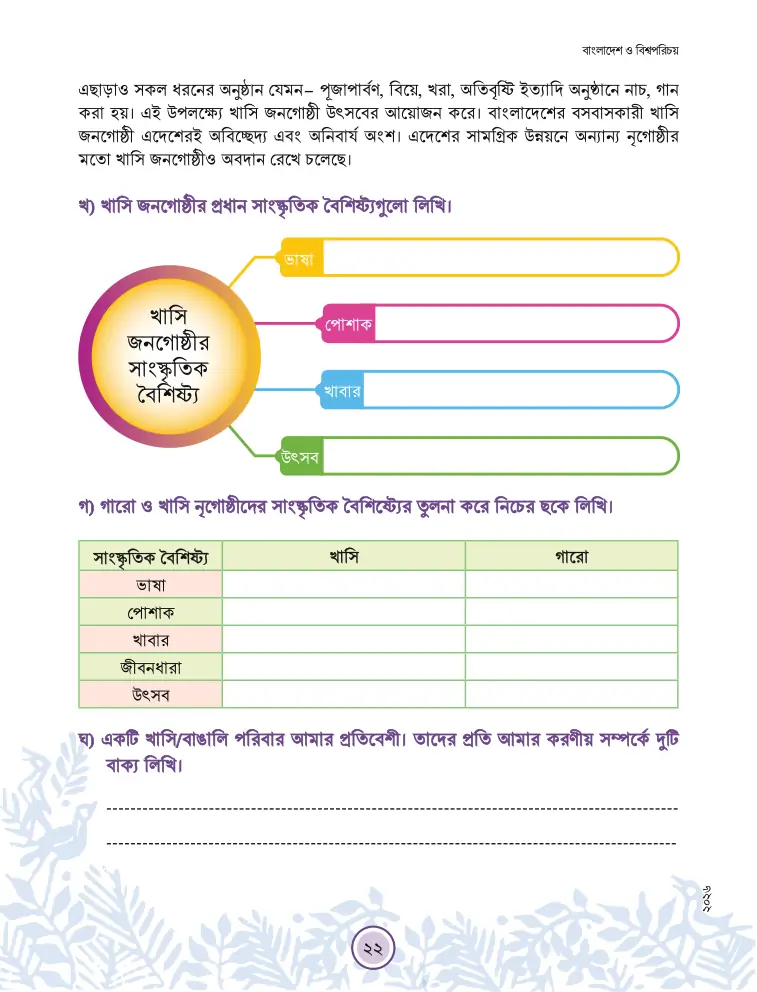 বাংলাদেশ ও বিশ্বপরিচয়
এছাড়াও সকল ধরনের অনুষ্ঠান যেমন– পূজাপার্বণ, বিয়ে, খরা, অতিবৃষ্টি ইত্যাদি অনুষ্ঠানে নাচ, গান
করা হয়। এই উপলক্ষ্যে খাসি জনগোষ্ঠী উৎসবের আয়োজন করে। বাংলাদেশের বসবাসকারী খাসি
জনগোষ্ঠী এদেশেরই অবিচ্ছেদ্য এবং অনিবার্য অংশ। এদেশের সামগ্রিক উন্নয়নে অন্যান্য নৃগোষ্ঠীর
মতো খাসি জনগোষ্ঠীও অবদান রেখে চলেছে।
খ) খাসি জনগোষ্ঠীর প্রধান সাংস্কৃতিক বৈশিষ্ট্যগুলো লিখি।
খাসি
জনগোষ্ঠীর
সাংস্কৃতিক
বৈশিষ্ট্য
ভাষা
পোশাক
খাবার
উৎসব
গ) গারো ও খাসি নৃগোষ্ঠীদের সাংস্কৃতিক বৈশিষ্ট্যের তুলনা করে নিচের ছকে লিখি।
সাংস্কৃতিক বৈশিষ্ট্য খাসি গারো
ভাষা
পোশাক
খাবার
জীবনধারা
উৎসব
ঘ) একটি খাসি/বাঙালি পরিবার আমার প্রতিবেশী। তাদের প্রতি আমার করণীয় সম্পর্কে দুটি
বাক্য লিখি।
২০২৬
২২